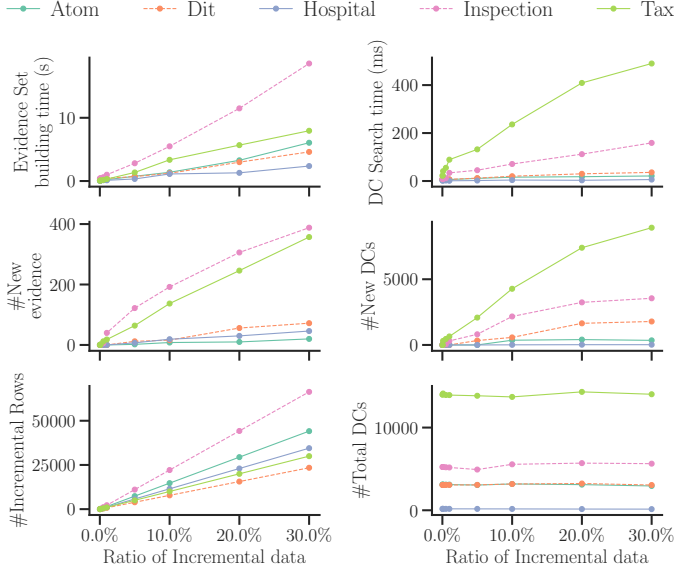 Atom Dit Hospital Inspection Tax
Evidence Set
building time (s)
10
0
DC Search time (ms)
400
200
0
#New
evidence
400
200
0
#New DCs
5000
0
#Incremental Rows
50000
25000
0
0.0% 10.0% 20.0% 30.0%
Ratio of Incremental data
#Total DCs
10000
0
0.0% 10.0% 20.0% 30.0%
Ratio of Incremental data